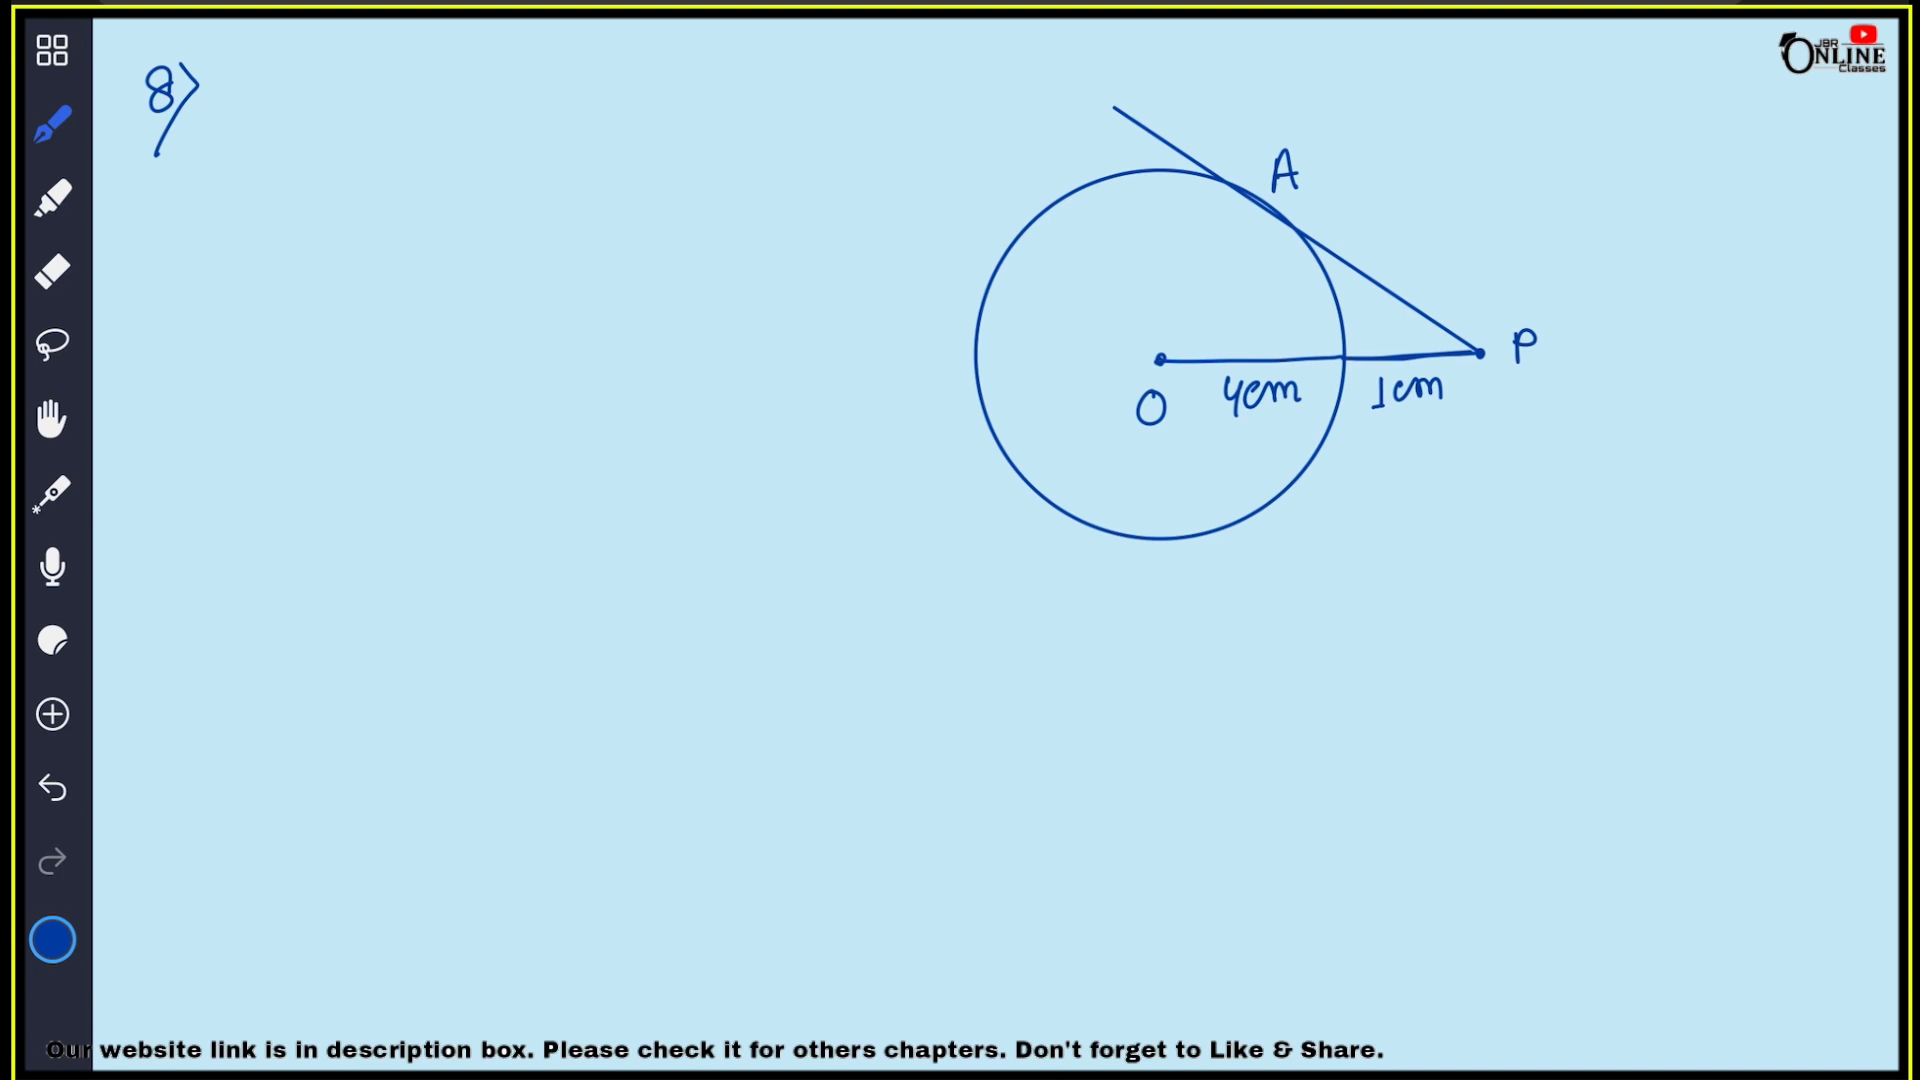 8>
JBR
ONLINE
Classes
A
P
O
4cm
1cm
Our website link is in description box. Please check it for others chapters. Don't forget to Like & Share.